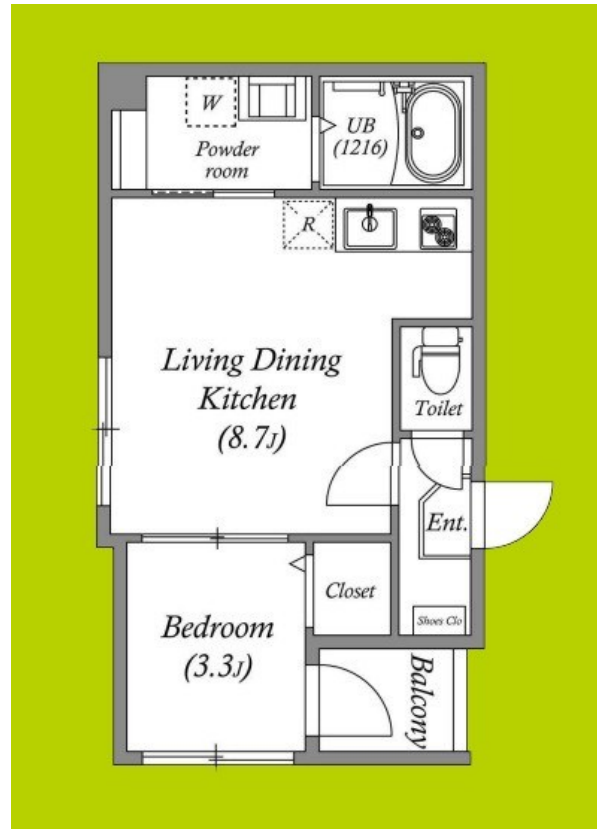 W
Powder
room
UB
(1216)
R
Living Dining
Kitchen
(8.7J)
Toilet
Ent.
Closet
Shoes Clo
Bedroom
(3.3J)
Balcony